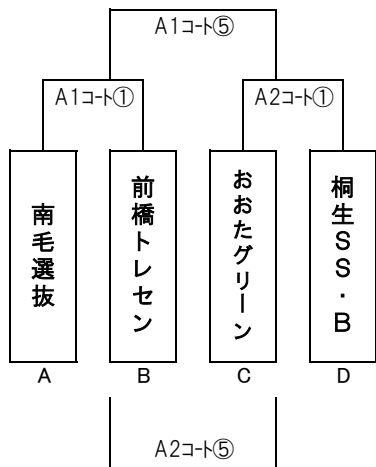 A1コート⑤
A1コート①
A2コート①
南毛選抜
前橋トレセン
おおたグリーン
桐生SS・B
A
B
C
D
A2コート⑤